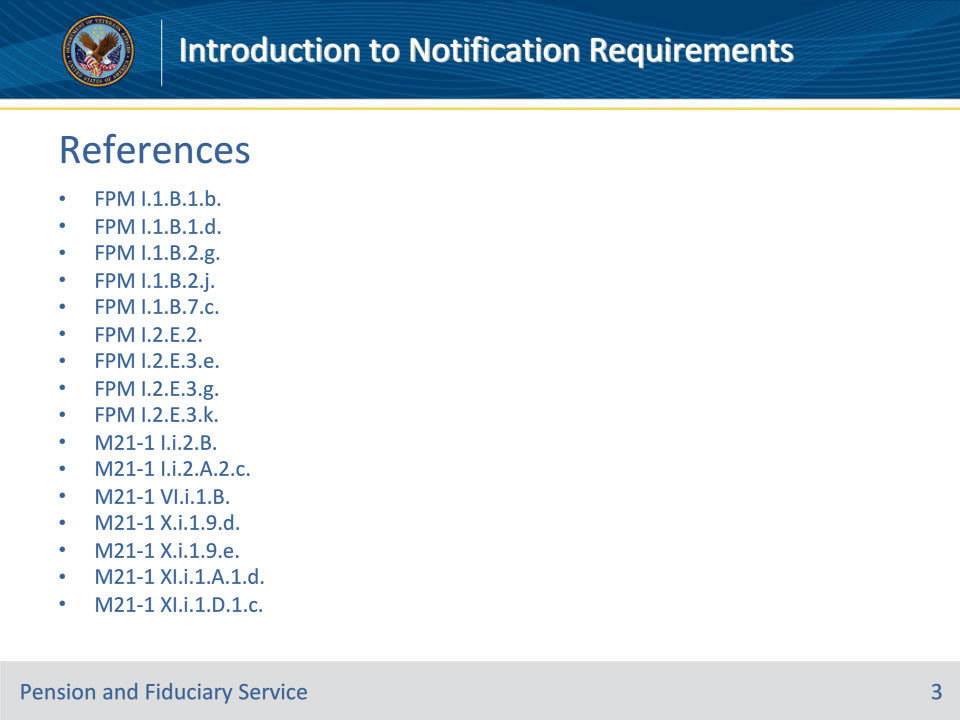 Introduction to Notification Requirements
References
• FPM I.1.B.1.b.
• FPM I.1.B.1.d.
• FPM I.1.B.2.g.
• FPM I.1.B.2.j.
• FPM I.1.B.7.c.
• FPM I.2.E.2.
• FPM I.2.E.3.e.
• FPM I.2.E.3.g.
• FPM I.2.E.3.k.
• M21-1 I.i.2.B.
• M21-1 I.i.2.A.2.c.
• M21-1 VI.i.1.B.
• M21-1 X.i.1.9.d.
• M21-1 X.i.1.9.e.
• M21-1 XI.i.1.A.1.d.
• M21-1 XI.i.1.D.1.c.
Pension and Fiduciary Service 3